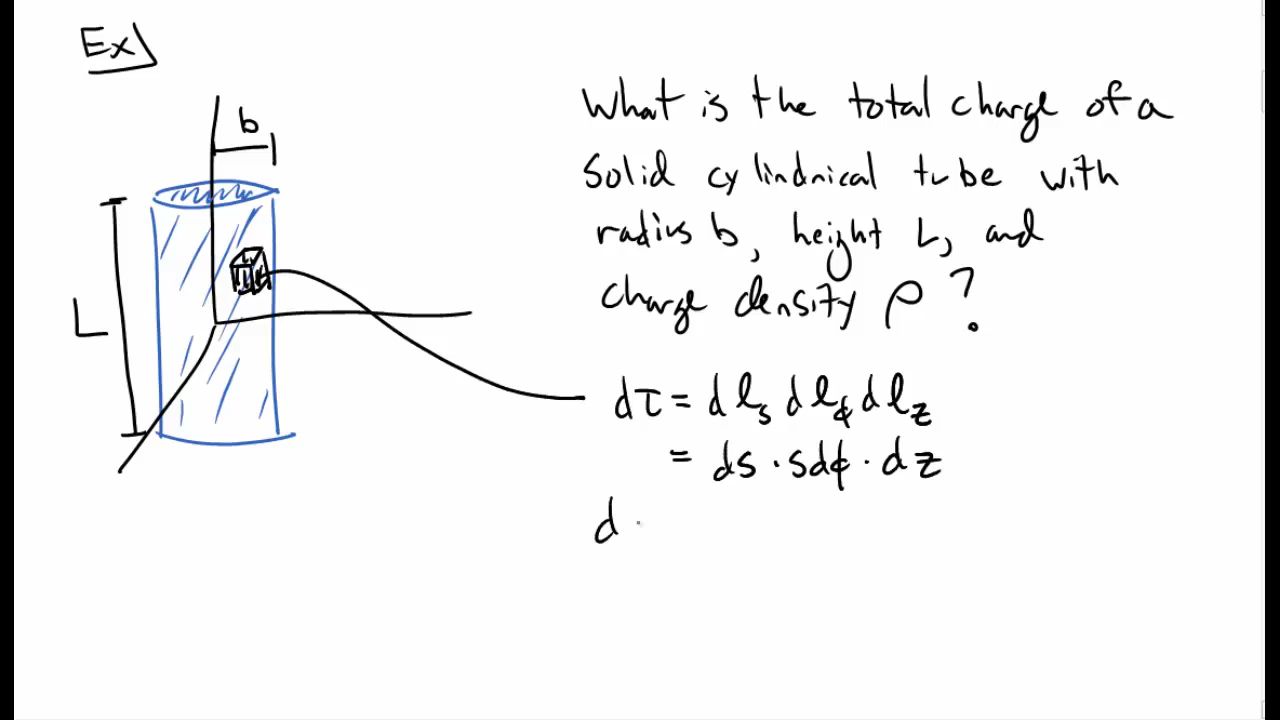 Ex
b
L
What is the total charge of a
solid cylindrical tube with
radius b, height L, and
charge density ρ?
dτ = dl_s dl_ϕ dl_z
= ds · sdϕ · dz
d